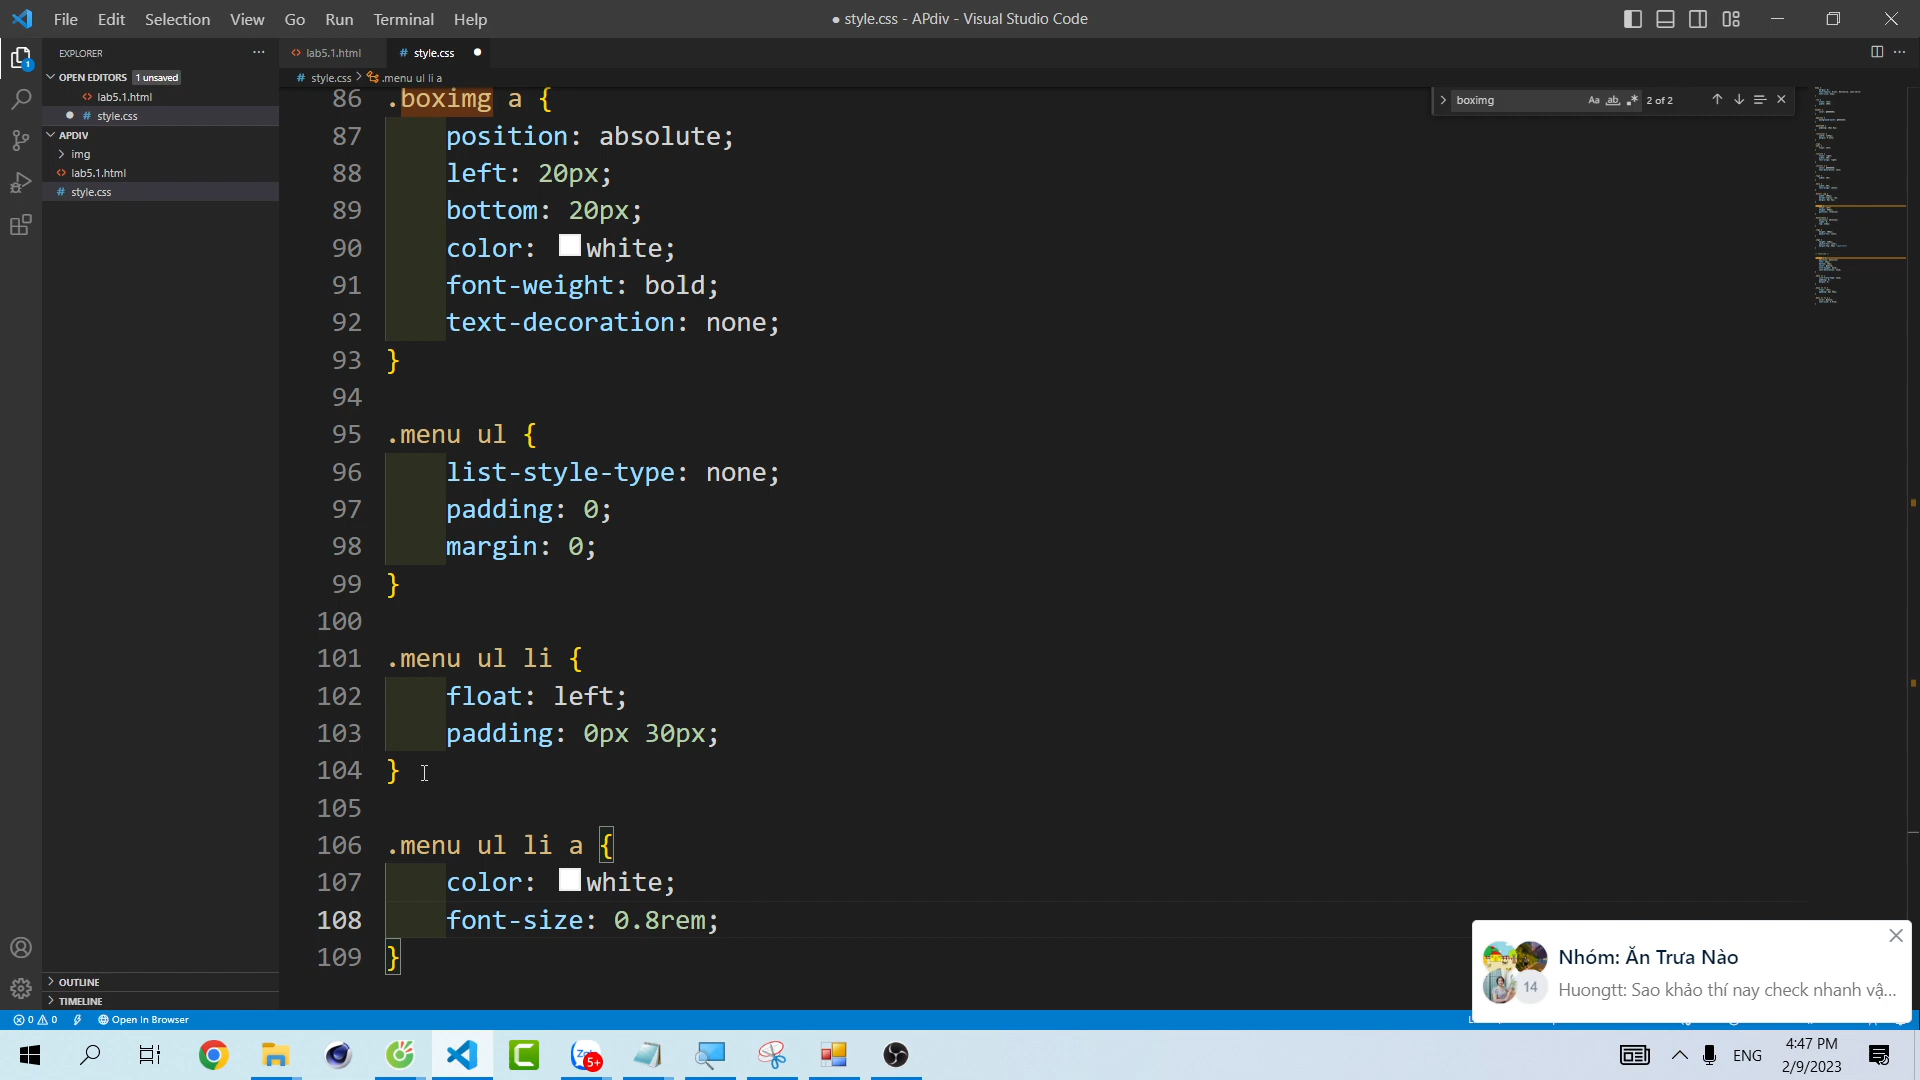 File Edit Selection View Go Run Terminal Help
● style.css - APdiv - Visual Studio Code
EXPLORER
OPEN EDITORS 1 unsaved
lab5.1.html
style.css
APDIV
img
lab5.1.html
style.css
OUTLINE
TIMELINE
lab5.1.html
style.css
style.css > .menu ul li a
boximg
2 of 2
86 .boximg a {
87 position: absolute;
88 left: 20px;
89 bottom: 20px;
90 color: white;
91 font-weight: bold;
92 text-decoration: none;
93 }
94
95 .menu ul {
96 list-style-type: none;
97 padding: 0;
98 margin: 0;
99 }
100
101 .menu ul li {
102 float: left;
103 padding: 0px 30px;
104 }
105
106 .menu ul li a {
107 color: white;
108 font-size: 0.8rem;
109 }
Nhóm: Ăn Trưa Nào
14
Huongtt: Sao khảo thí nay check nhanh vậ...
0 0 Open In Browser
5+
ENG
4:47 PM
2/9/2023